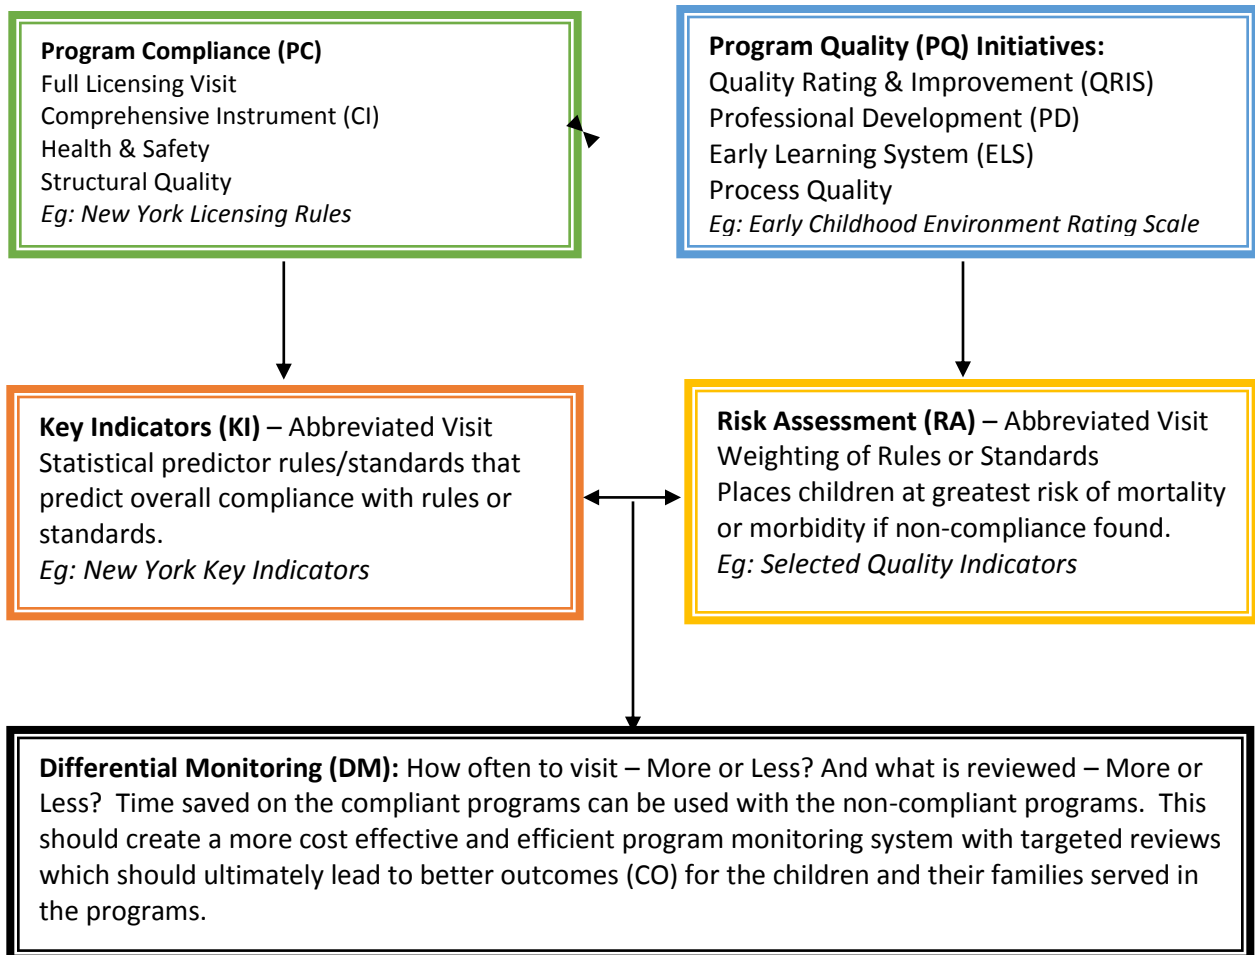 Program Compliance (PC)
Full Licensing Visit
Comprehensive Instrument (CI)
Health & Safety
Structural Quality
Eg: New York Licensing Rules
Program Quality (PQ) Initiatives:
Quality Rating & Improvement (QRIS)
Professional Development (PD)
Early Learning System (ELS)
Process Quality
Eg: Early Childhood Environment Rating Scale
Key Indicators (KI) – Abbreviated Visit
Statistical predictor rules/standards that
predict overall compliance with rules or
standards.
Eg: New York Key Indicators
Risk Assessment (RA) – Abbreviated Visit
Weighting of Rules or Standards
Places children at greatest risk of mortality
or morbidity if non-compliance found.
Eg: Selected Quality Indicators
Differential Monitoring (DM): How often to visit – More or Less? And what is reviewed – More or
Less?  Time saved on the compliant programs can be used with the non-compliant programs.  This
should create a more cost effective and efficient program monitoring system with targeted reviews
which should ultimately lead to better outcomes (CO) for the children and their families served in
the programs.